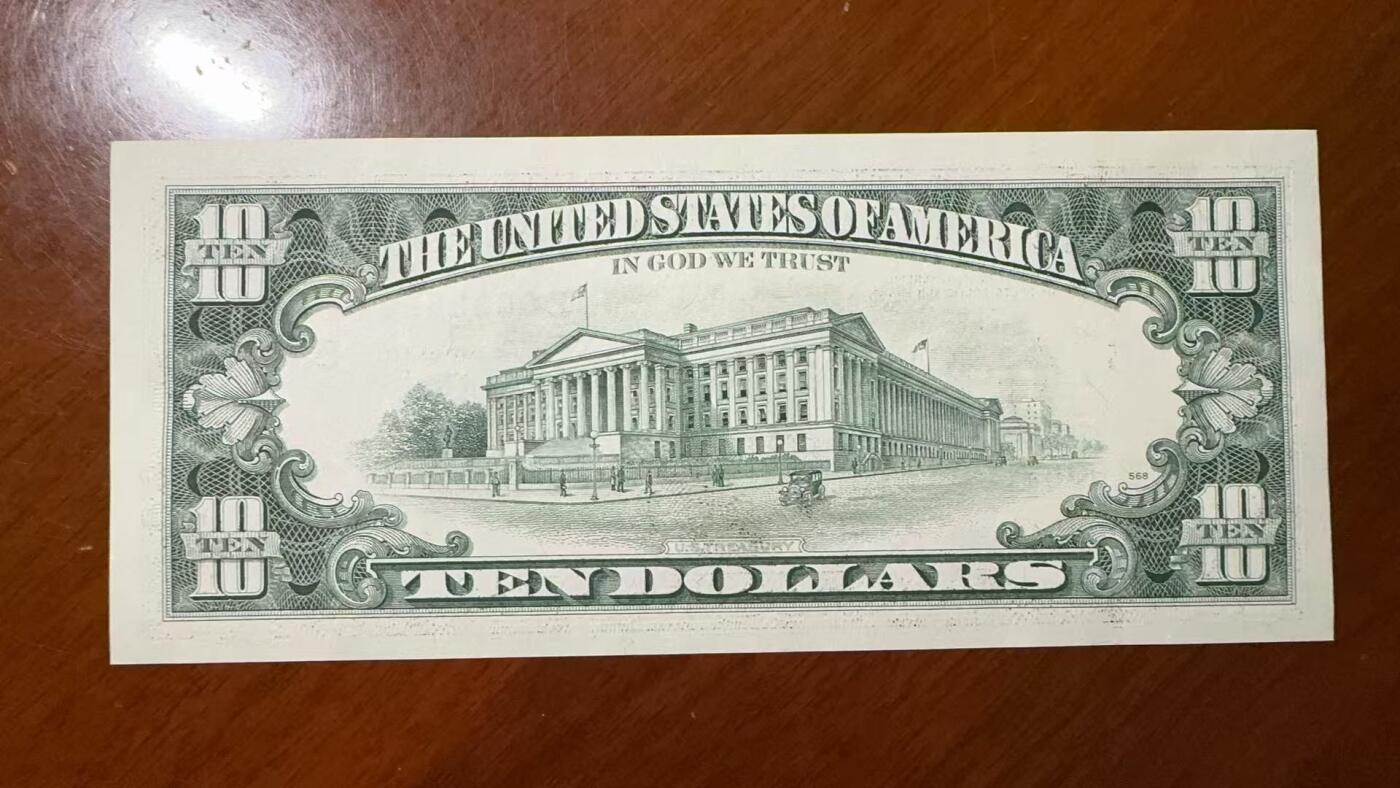 10
TEN
10
THE UNITED STATES OF AMERICA
10
TEN
10
IN GOD WE TRUST
568
10
TEN
10
U.S. TREASURY
TEN DOLLARS
10
TEN
10